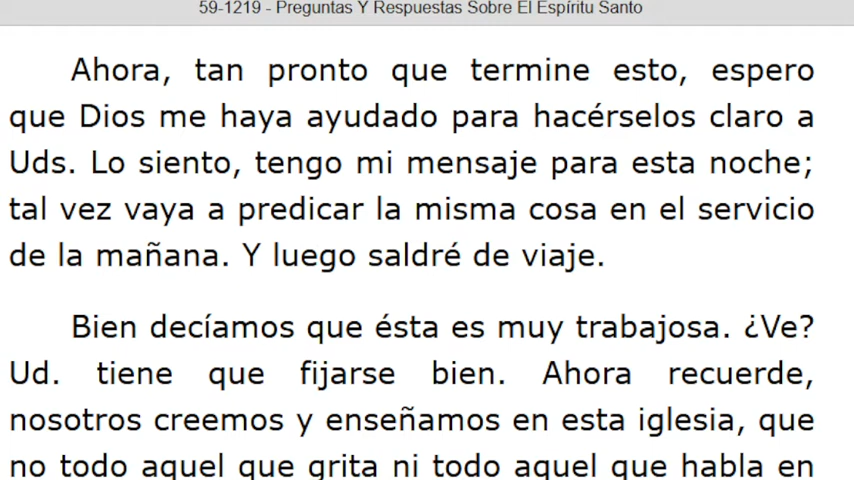 59-1219 - Preguntas Y Respuestas Sobre El Espíritu Santo
Ahora, tan pronto que termine esto, espero
que Dios me haya ayudado para hacérselos claro a
Uds. Lo siento, tengo mi mensaje para esta noche;
tal vez vaya a predicar la misma cosa en el servicio
de la mañana. Y luego saldré de viaje.
Bien decíamos que ésta es muy trabajosa. ¿Ve?
Ud. tiene que fijarse bien. Ahora recuerde,
nosotros creemos y enseñamos en esta iglesia, que
no todo aquel que grita ni todo aquel que habla en